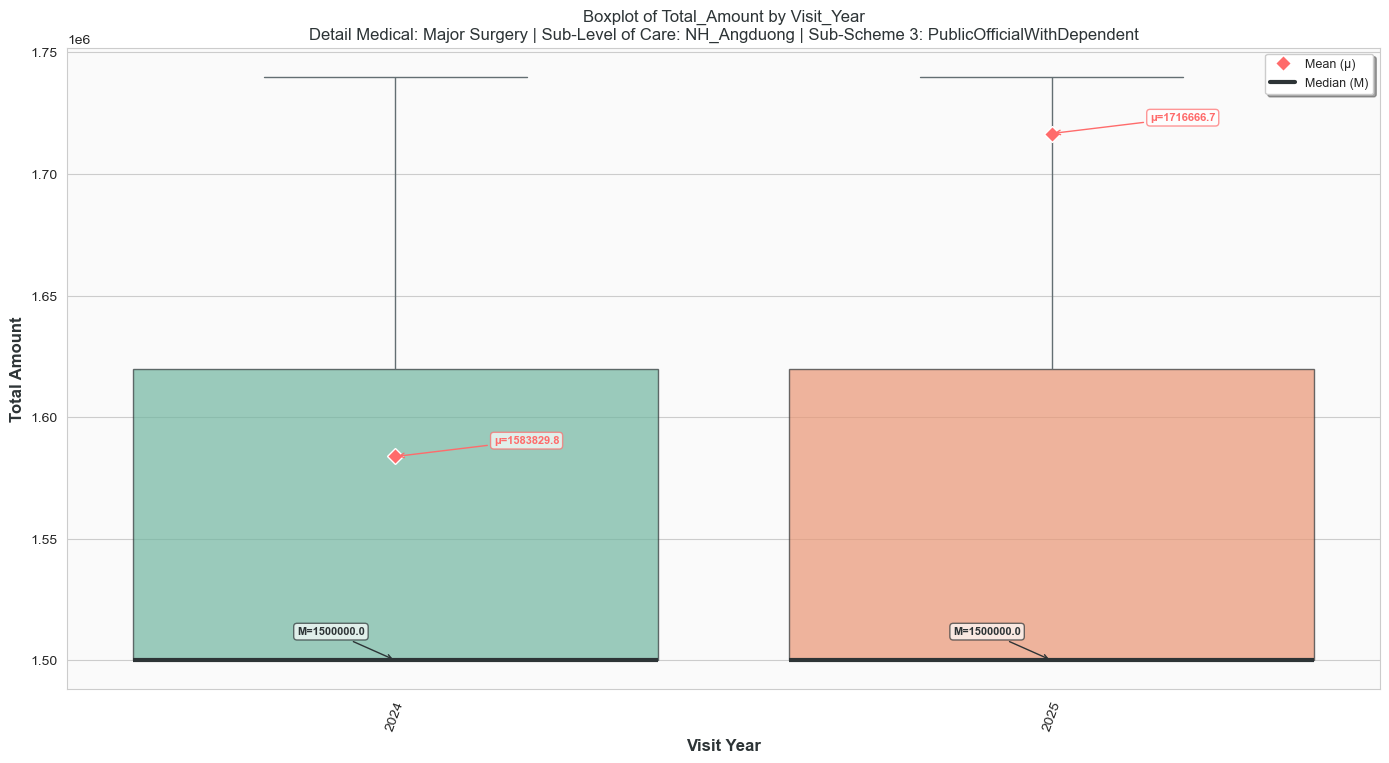 Boxplot of Total_Amount by Visit_Year
Detail Medical: Major Surgery | Sub-Level of Care: NH_Angduong | Sub-Scheme 3: PublicOfficialWithDependent
1e6
1.75
1.70
1.65
1.60
1.55
1.50
Total Amount
Mean (μ)
Median (M)
μ=1716666.7
μ=1583829.8
M=1500000.0
M=1500000.0
2024
2025
Visit Year